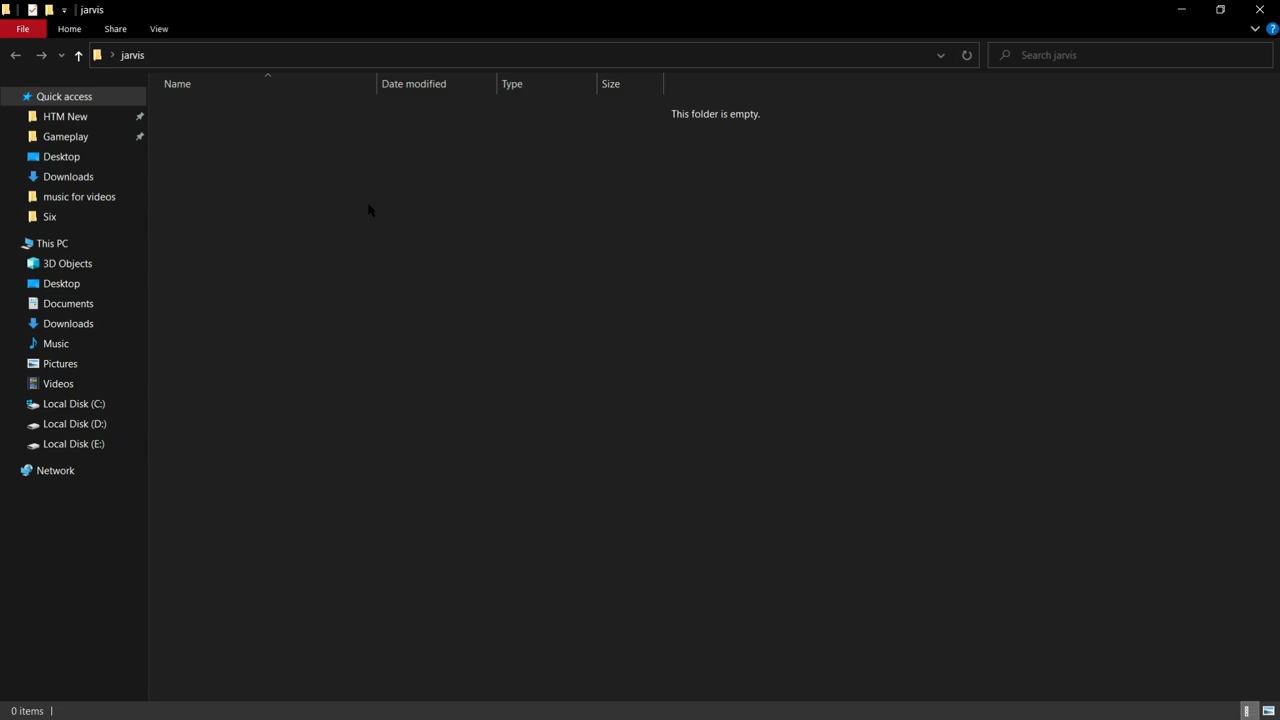 jarvis
File Home Share View
jarvis
Search jarvis
Name Date modified Type Size
This folder is empty.
Quick access
HTM New
Gameplay
Desktop
Downloads
music for videos
Six
This PC
3D Objects
Desktop
Documents
Downloads
Music
Pictures
Videos
Local Disk (C:)
Local Disk (D:)
Local Disk (E:)
Network
0 items